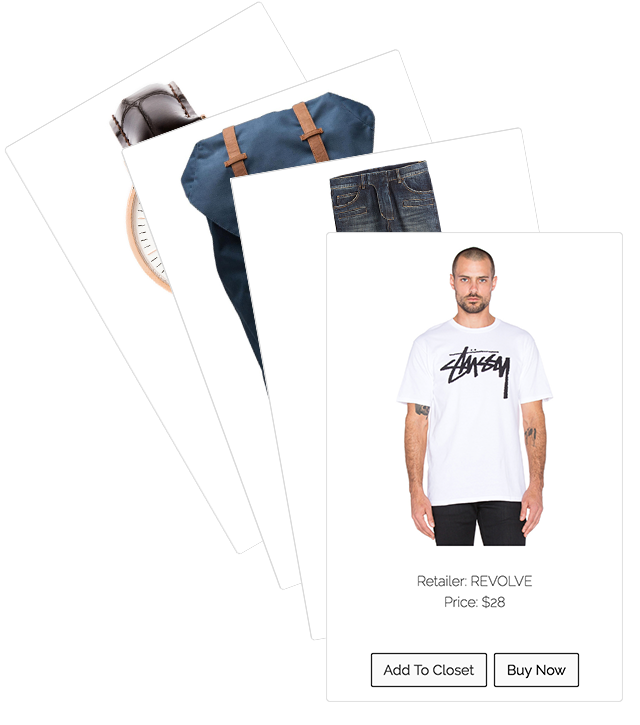 Stüssy
Retailer: REVOLVE
Price: $28
Add To Closet
Buy Now